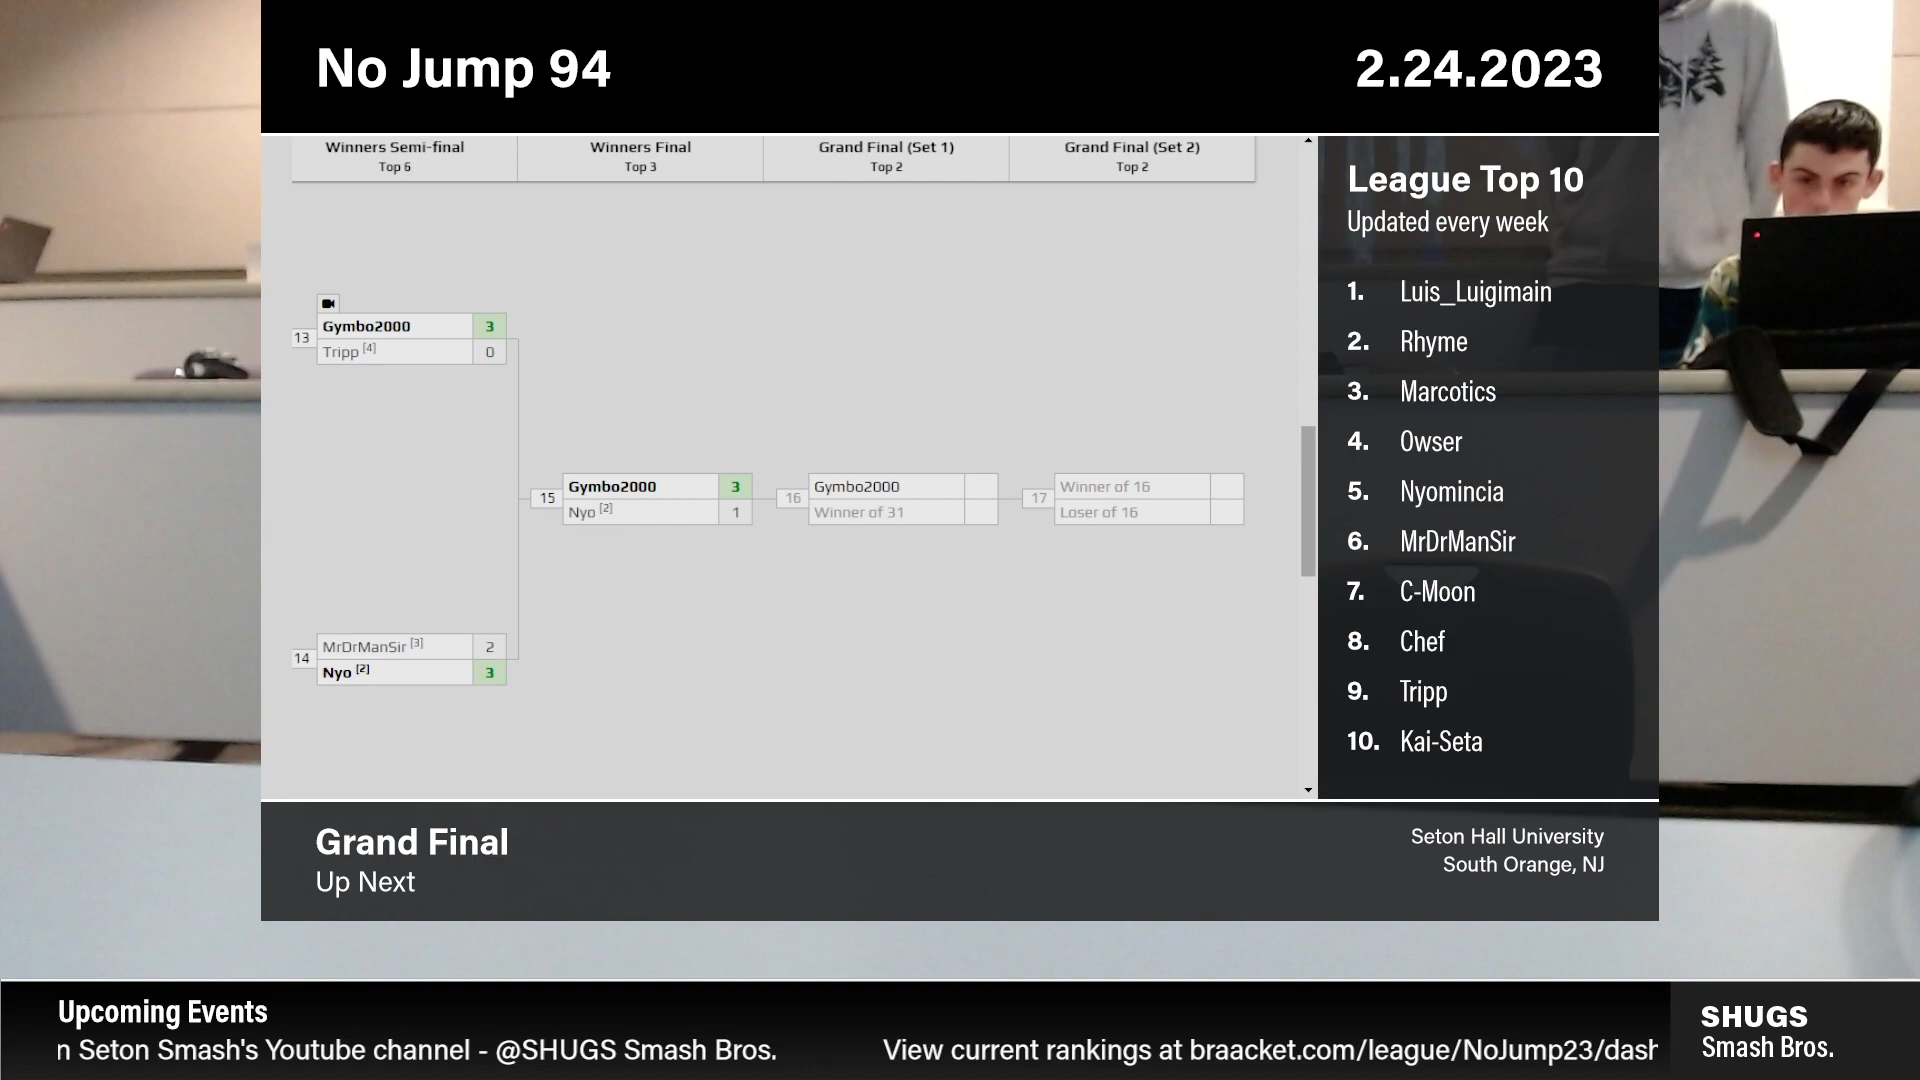 No Jump 94
2.24.2023
Winners Semi-final
Top 6
Winners Final
Top 3
Grand Final (Set 1)
Top 2
Grand Final (Set 2)
Top 2
13
Gymbo2000 3
Tripp [4] 0
15
Gymbo2000 3
Nyo [2] 1
16
Gymbo2000
Winner of 31
17
Winner of 16
Loser of 16
14
MrDrManSir [3] 2
Nyo [2] 3
League Top 10
Updated every week
1. Luis_Luigimain
2. Rhyme
3. Marcotics
4. Owser
5. Nyomincia
6. MrDrManSir
7. C-Moon
8. Chef
9. Tripp
10. Kai-Seta
Grand Final
Up Next
Seton Hall University
South Orange, NJ
Upcoming Events
n Seton Smash's Youtube channel - @SHUGS Smash Bros.
View current rankings at braacket.com/league/NoJump23/dash
SHUGS
Smash Bros.